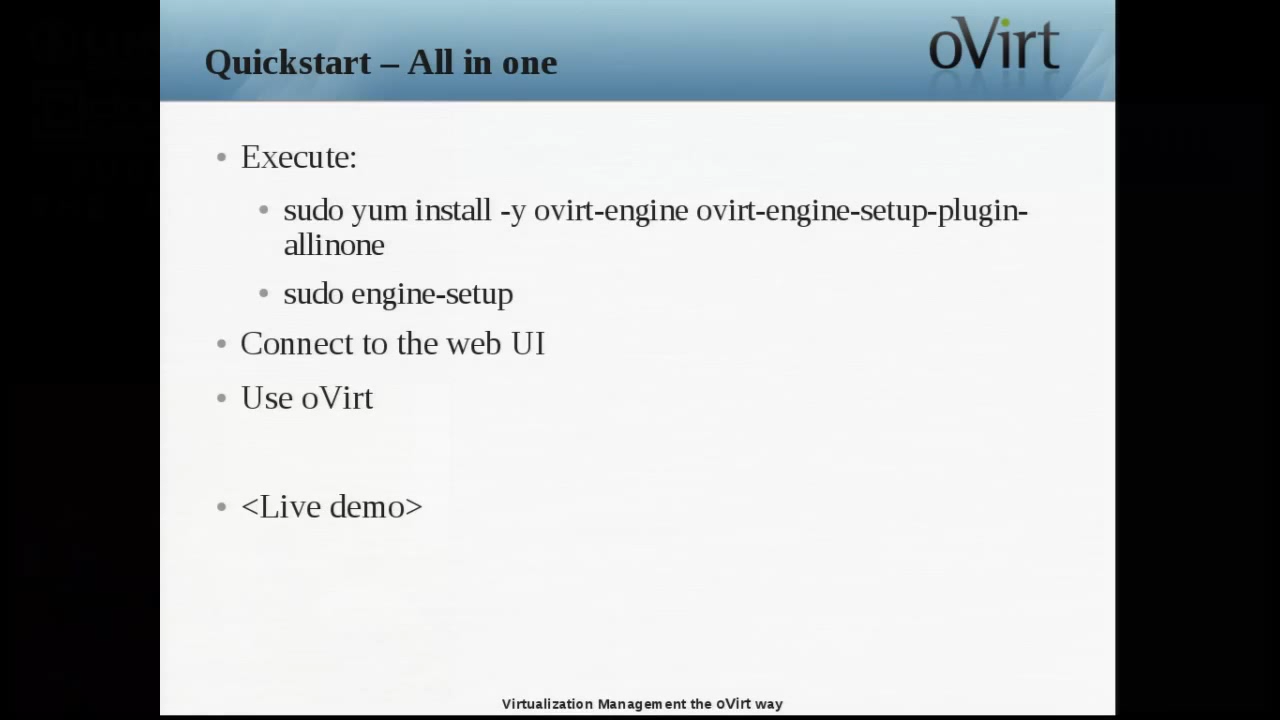 oVirt
Quickstart – All in one
Execute:
sudo yum install -y ovirt-engine ovirt-engine-setup-plugin-
allinone
sudo engine-setup
Connect to the web UI
Use oVirt
<Live demo>
Virtualization Management the oVirt way